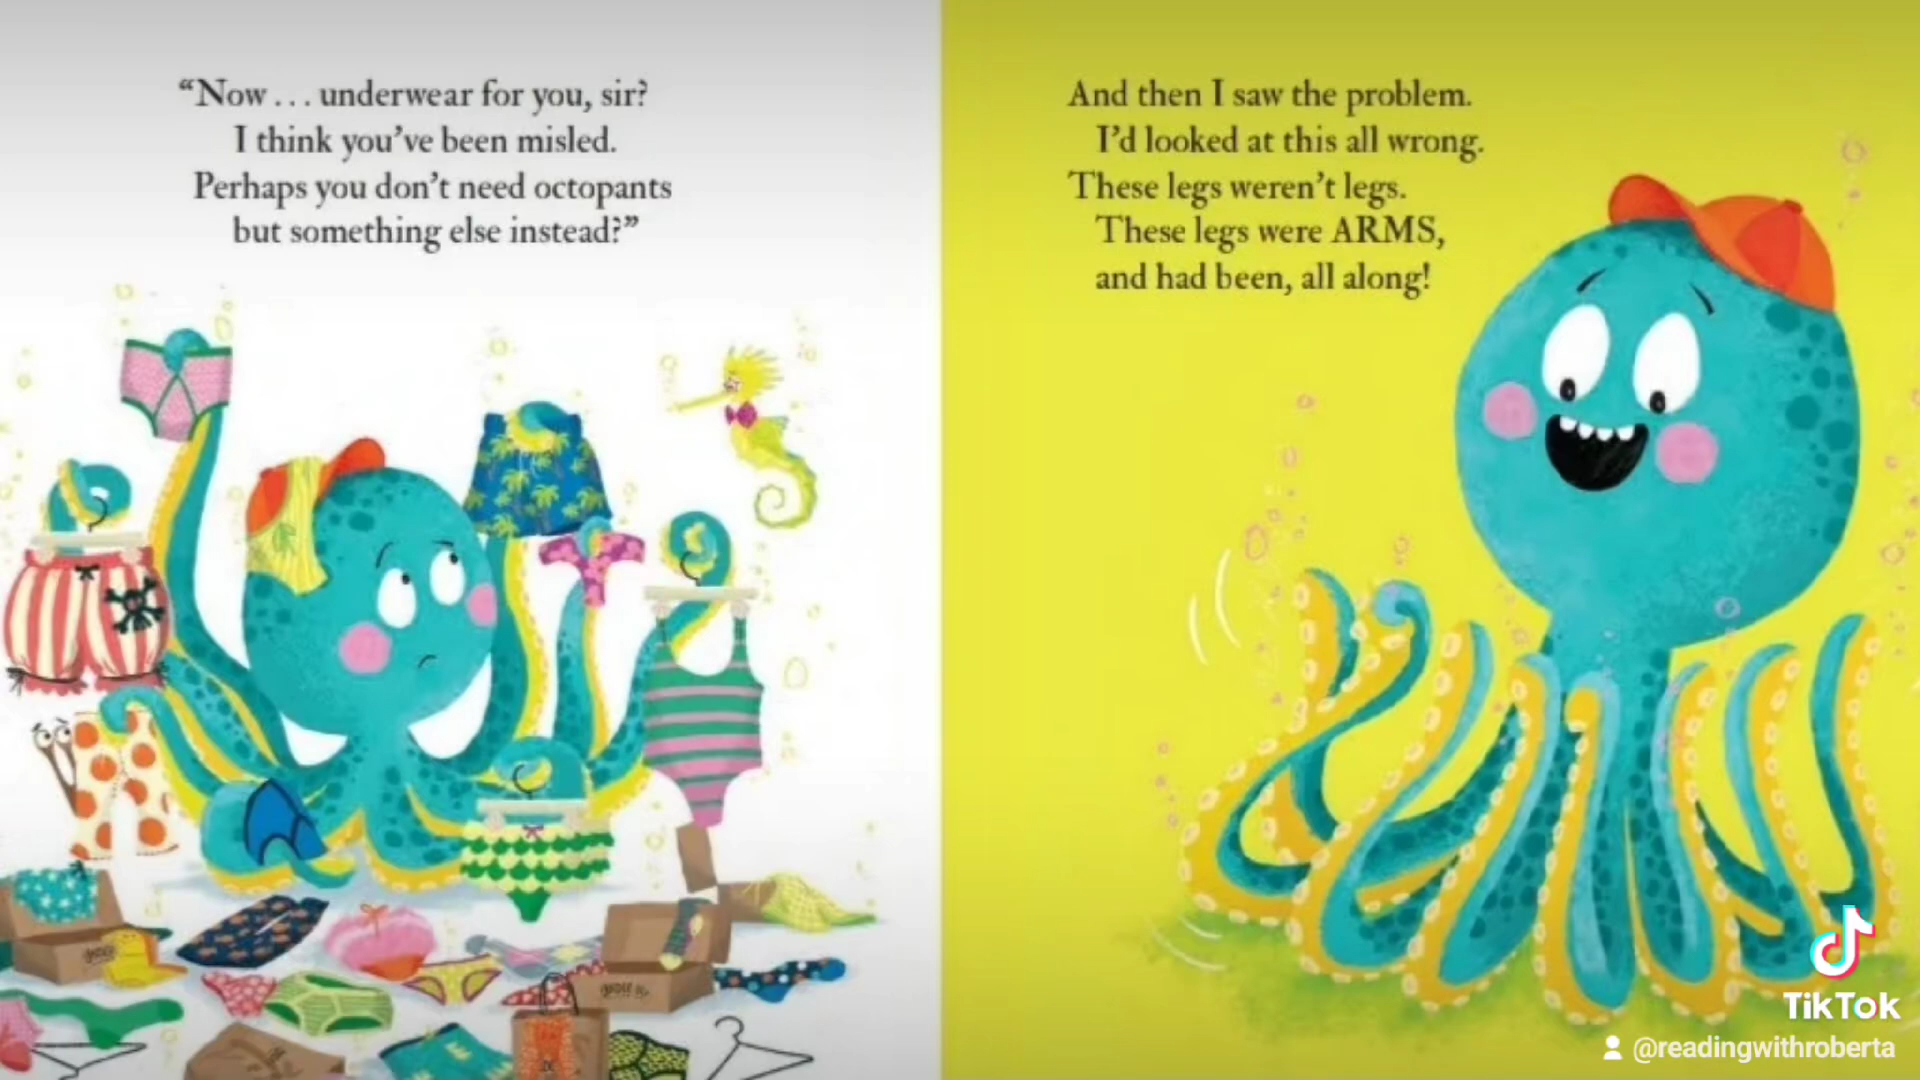 “Now . . . underwear for you, sir?
I think you’ve been misled.
Perhaps you don’t need octopants
but something else instead?”
And then I saw the problem.
I’d looked at this all wrong.
These legs weren’t legs.
These legs were ARMS,
and had been, all along!
TikTok
@readingwithroberta